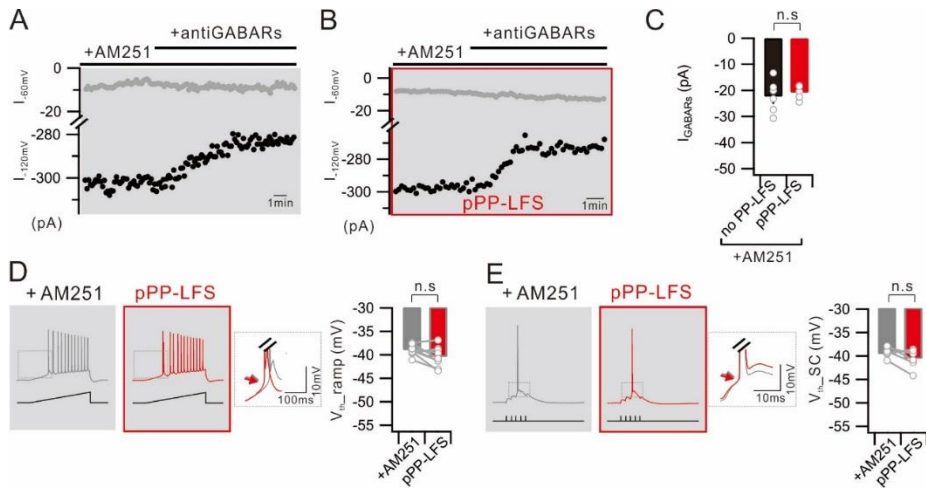 A
+antiGABARs
+AM251
I-60mV
0
-20
I-120mV
-280
-300
(pA)
1min
B
+antiGABARs
+AM251
I-60mV
0
-20
I-120mV
-280
-300
(pA)
pPP-LFS
1min
C
n.s
IGABARs (pA)
0
-10
-20
-30
-40
-50
no PP-LFS
pPP-LFS
+AM251
D
+ AM251
pPP-LFS
10mV
100ms
n.s
Vth_ramp (mV)
-30
-35
-40
-45
-50
-55
+AM251
pPP-LFS
E
+ AM251
pPP-LFS
10mV
10ms
n.s
Vth_SC (mV)
-30
-35
-40
-45
-50
-55
+AM251
pPP-LFS